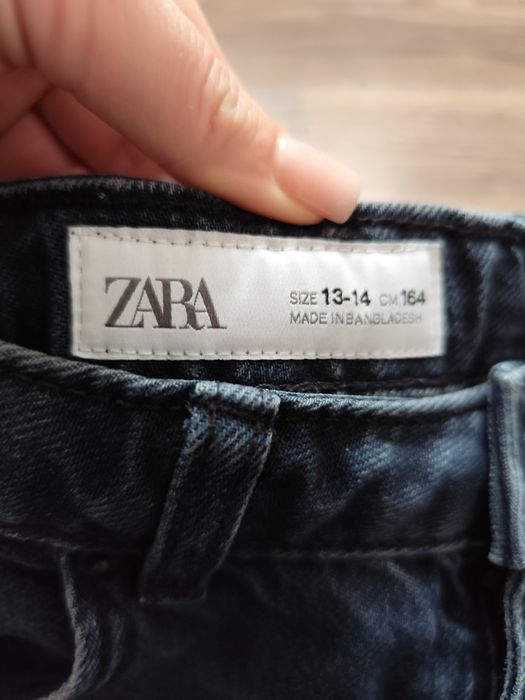 ZARA
SIZE 13-14 CM 164
MADE IN BANGLADESH